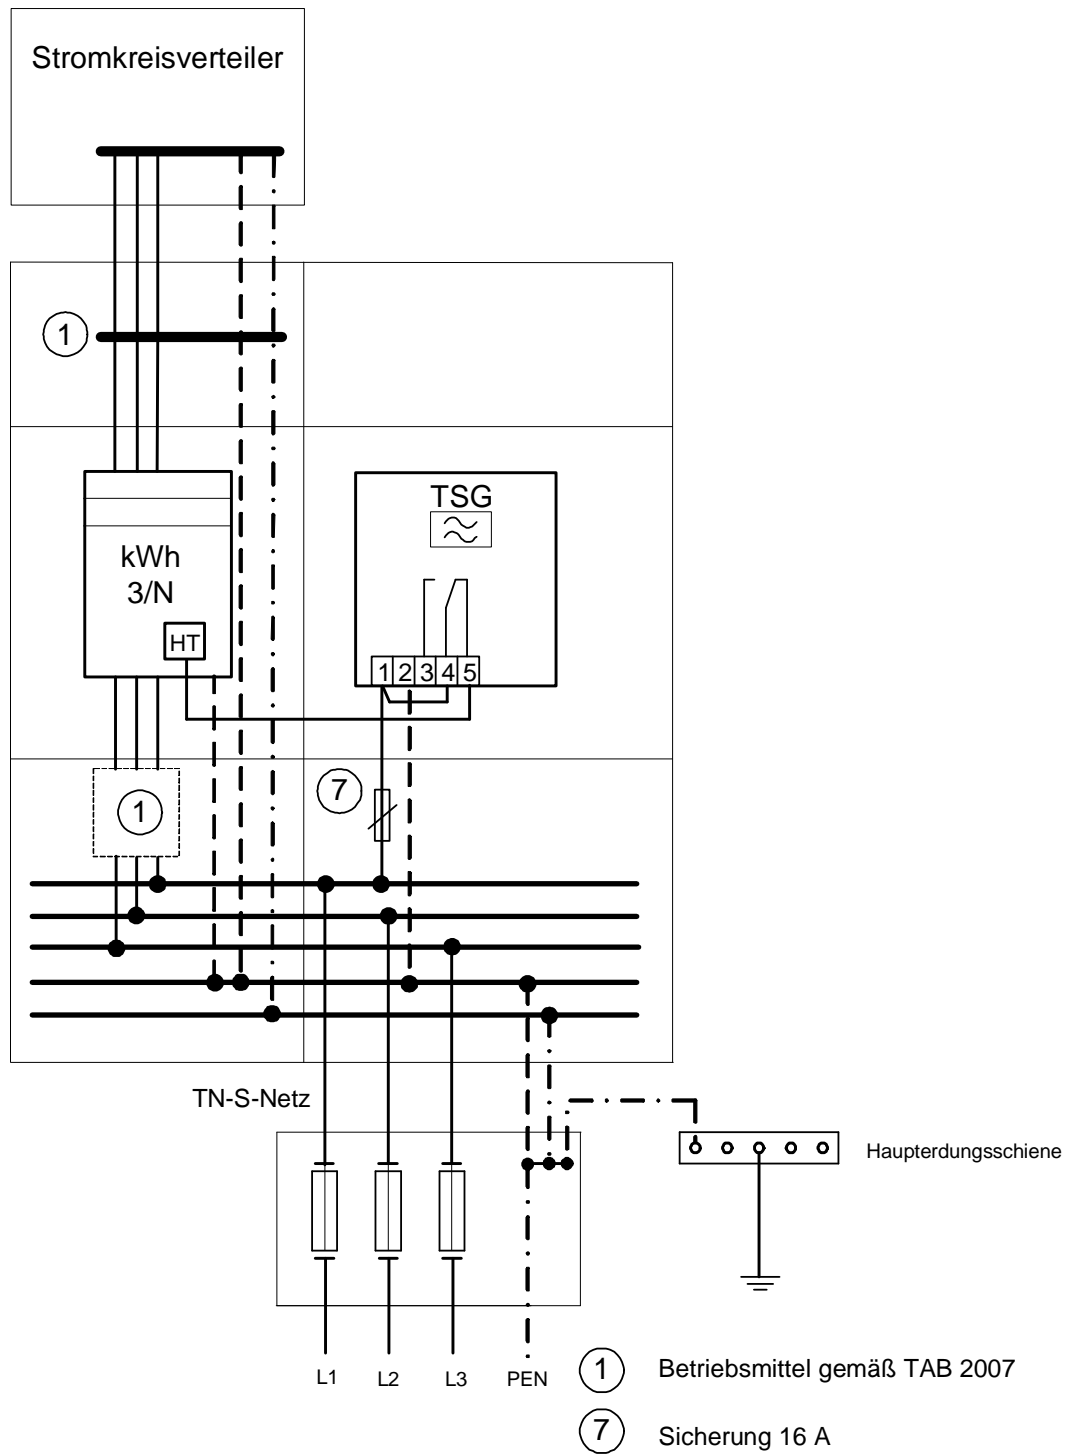 Stromkreisverteiler
1
TSG
kWh
3/N
HT
1 2 3 4 5
7
1
TN-S-Netz
Haupterdungsschiene
L1 L2 L3 PEN
1 Betriebsmittel gemäß TAB 2007
7 Sicherung 16 A